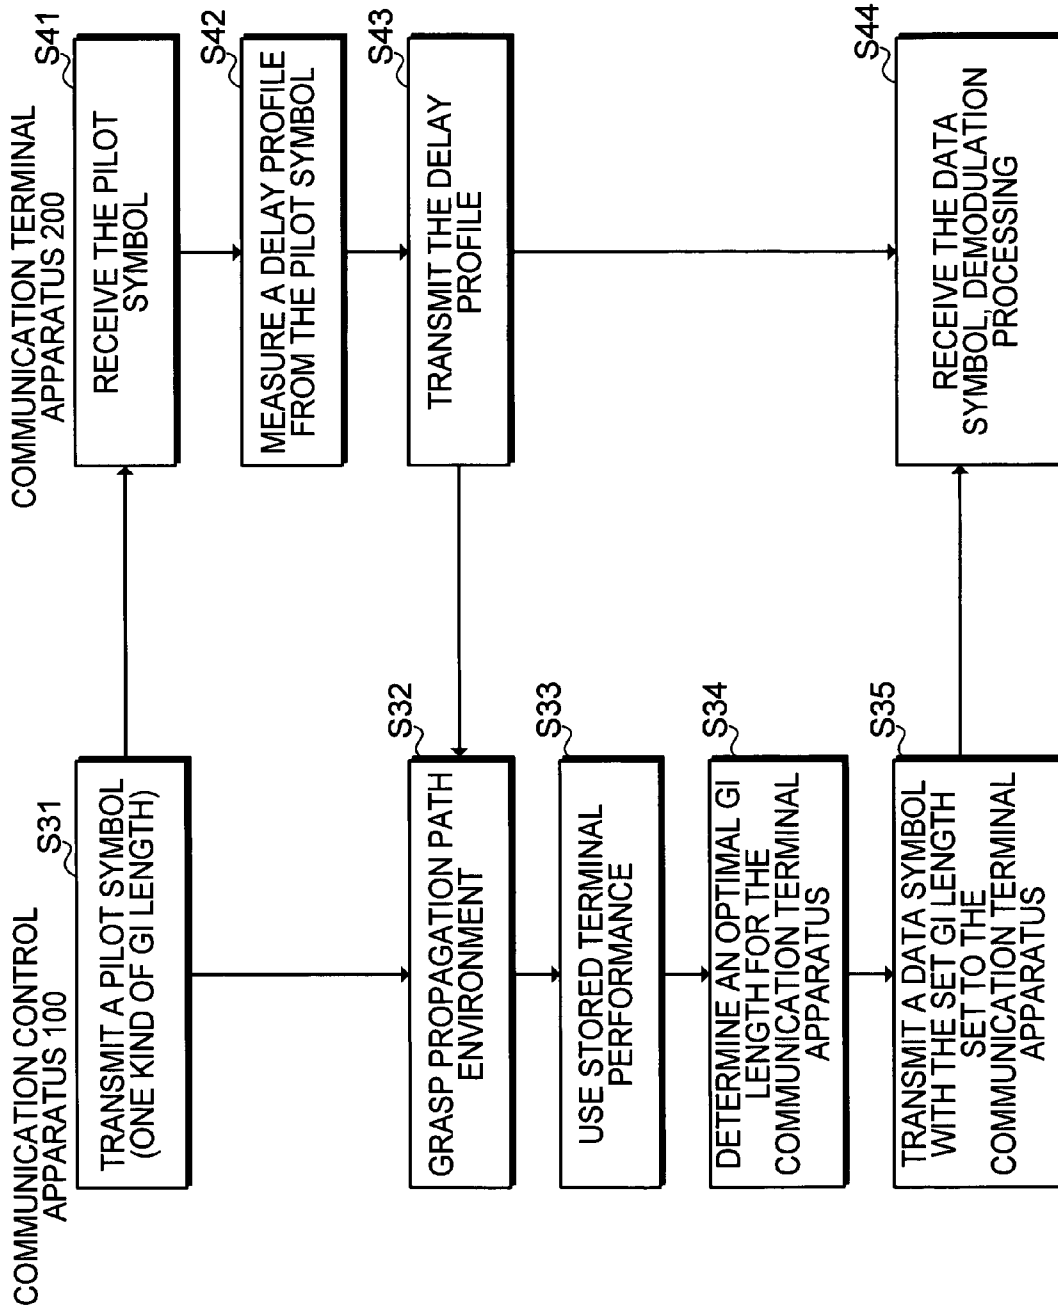 COMMUNICATION CONTROL
APPARATUS 100
S31
TRANSMIT A PILOT SYMBOL
(ONE KIND OF GI LENGTH)
S32
GRASP PROPAGATION PATH
ENVIRONMENT
S33
USE STORED TERMINAL
PERFORMANCE
S34
DETERMINE AN OPTIMAL GI
LENGTH FOR THE
COMMUNICATION TERMINAL
APPARATUS
S35
TRANSMIT A DATA SYMBOL
WITH THE SET GI LENGTH
SET TO THE
COMMUNICATION TERMINAL
APPARATUS
COMMUNICATION TERMINAL
APPARATUS 200
S41
RECEIVE THE PILOT
SYMBOL
S42
MEASURE A DELAY PROFILE
FROM THE PILOT SYMBOL
S43
TRANSMIT THE DELAY
PROFILE
S44
RECEIVE THE DATA
SYMBOL, DEMODULATION
PROCESSING